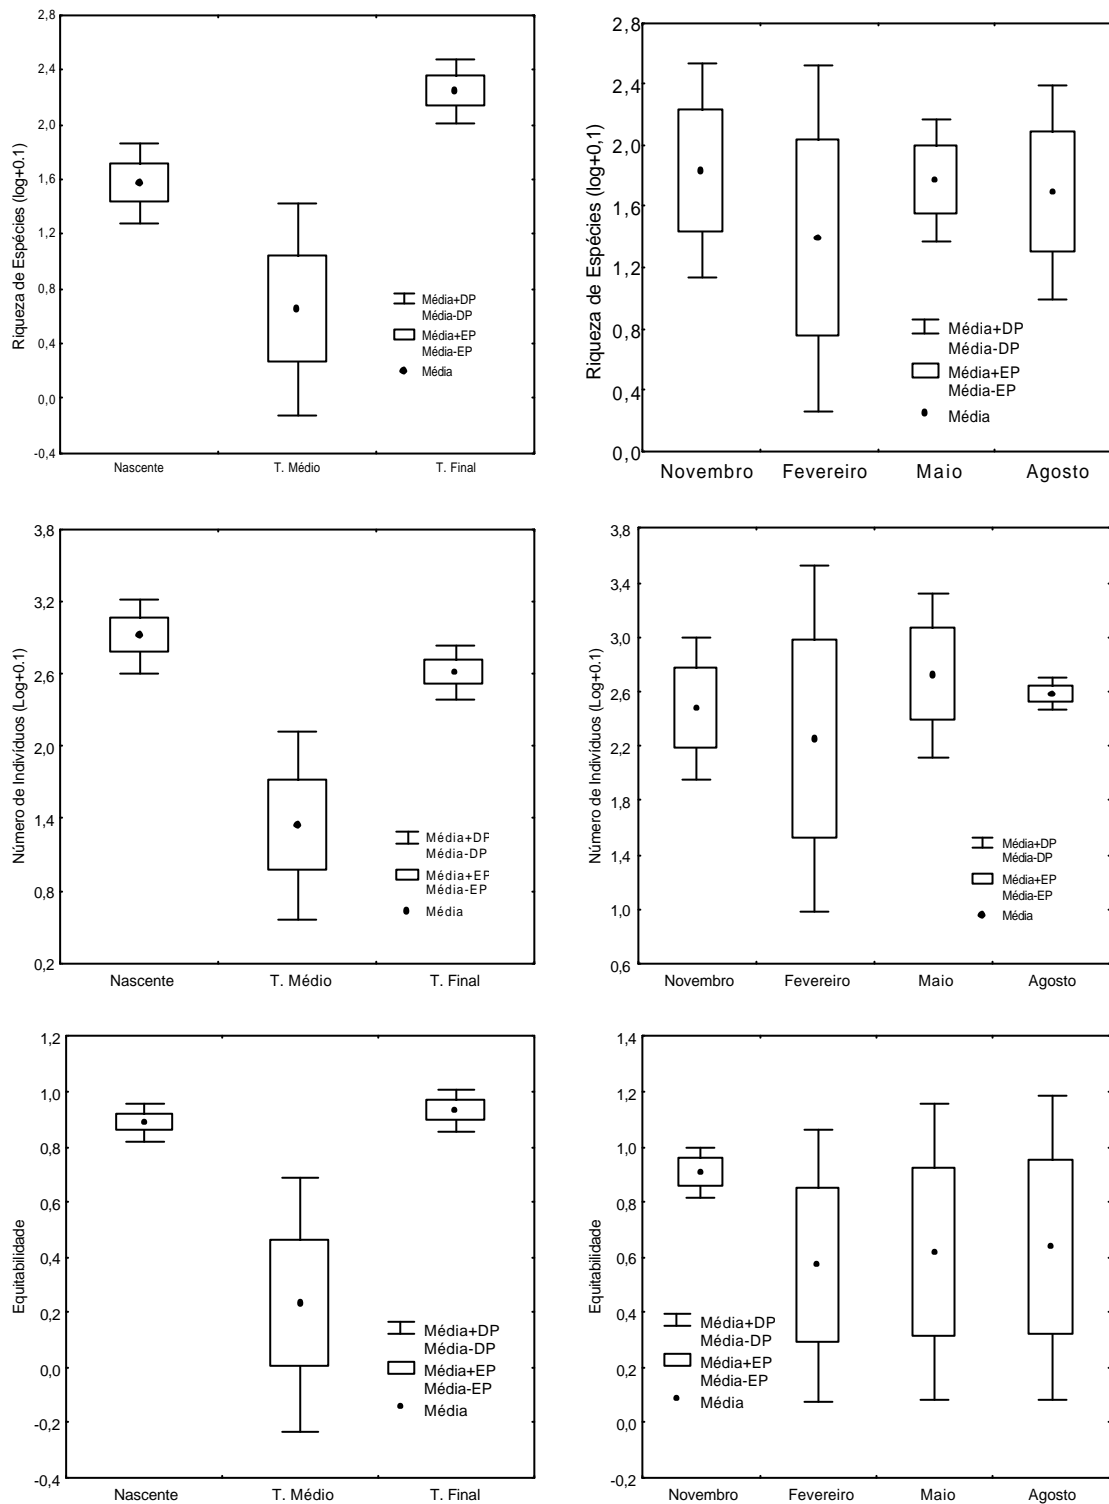 Riqueza de Espécies (log+0.1)
2,8
2,4
2,0
1,6
1,2
0,8
0,4
0,0
-0,4
Média+DP
Média-DP
Média+EP
Média-EP
Média
Nascente T. Médio T. Final
Riqueza de Espécies (log+0,1)
2,8
2,4
2,0
1,6
1,2
0,8
0,4
0,0
Média+DP
Média-DP
Média+EP
Média-EP
Média
Novembro Fevereiro Maio Agosto
Número de Indivíduos (Log+0.1)
3,8
3,2
2,6
2,0
1,4
0,8
0,2
Média+DP
Média-DP
Média+EP
Média-EP
Média
Nascente T. Médio T. Final
Número de Indivíduos (Log+0.1)
3,8
3,4
3,0
2,6
2,2
1,8
1,4
1,0
0,6
Média+DP
Média-DP
Média+EP
Média-EP
Média
Novembro Fevereiro Maio Agosto
Equitabilidade
1,2
1,0
0,8
0,6
0,4
0,2
0,0
-0,2
-0,4
Média+DP
Média-DP
Média+EP
Média-EP
Média
Nascente T. Médio T. Final
Equitabilidade
1,4
1,2
1,0
0,8
0,6
0,4
0,2
0,0
-0,2
Média+DP
Média-DP
Média+EP
Média-EP
Média
Novembro Fevereiro Maio Agosto